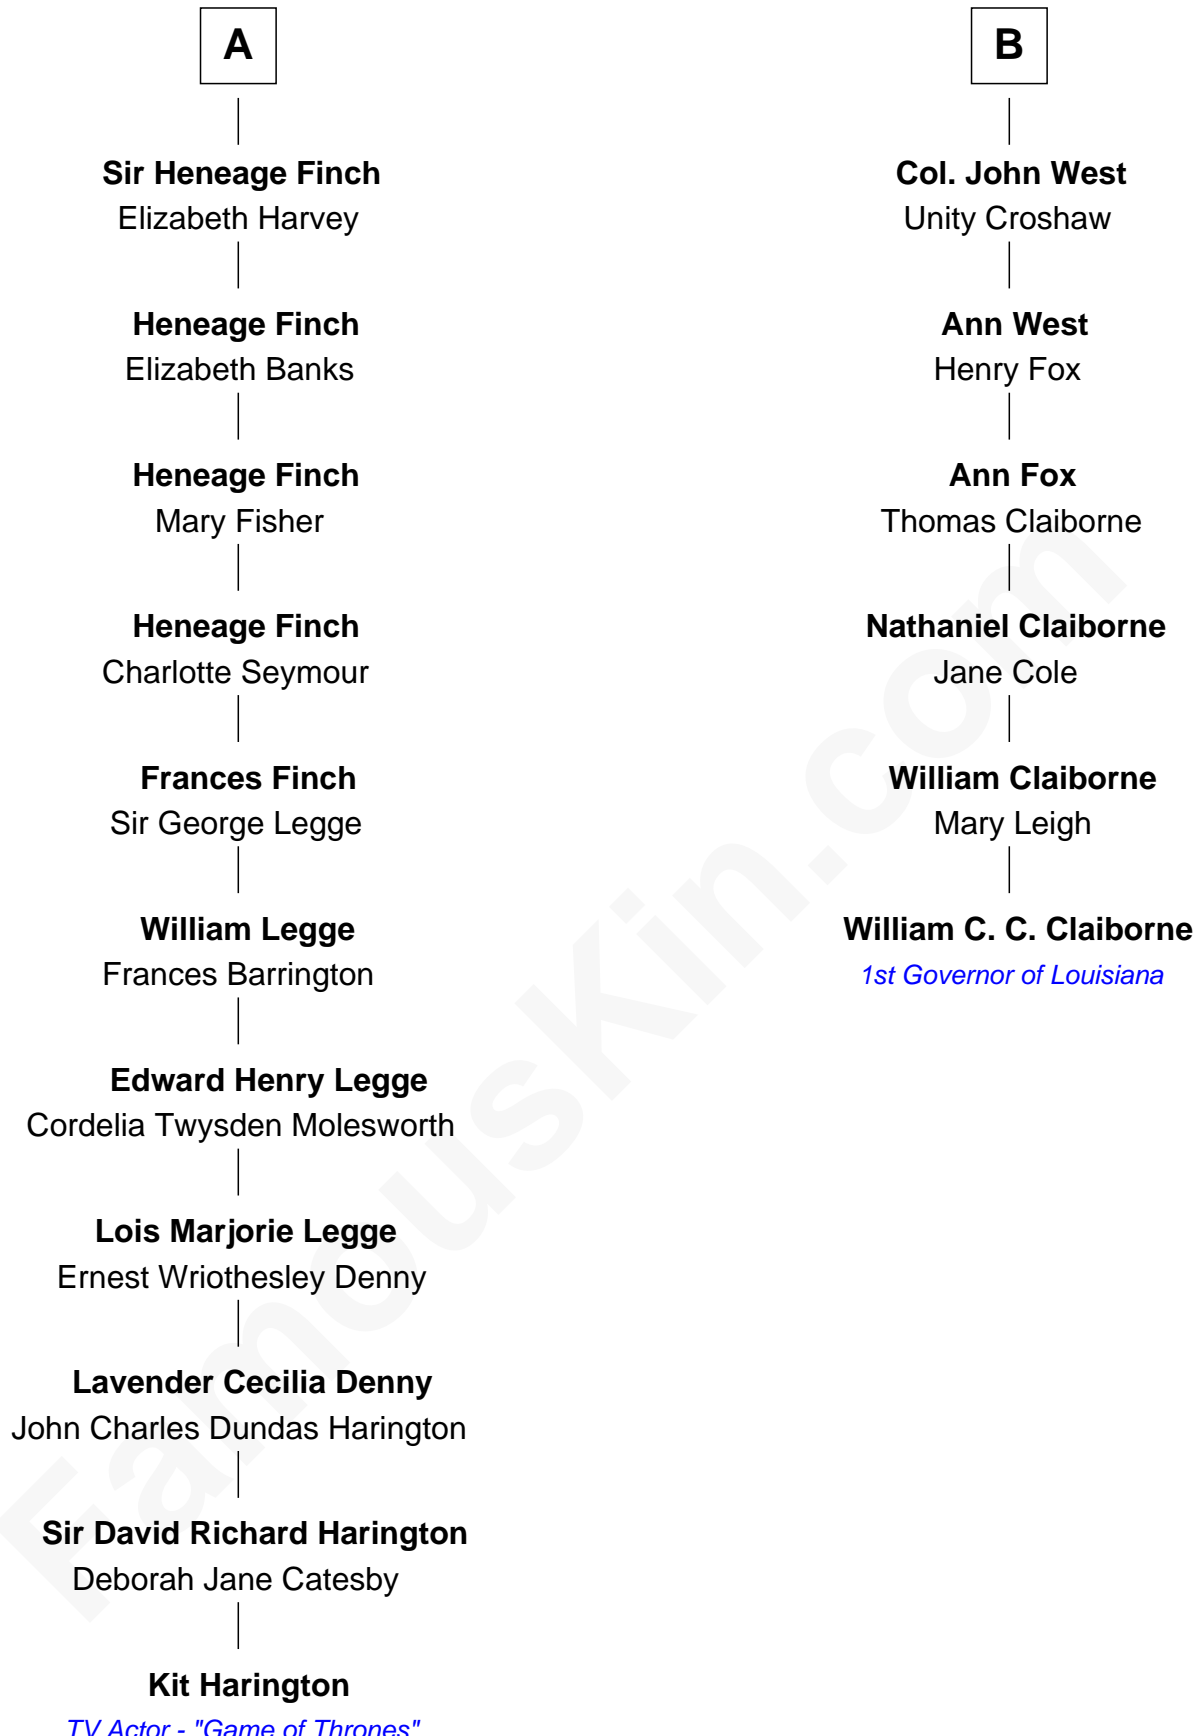 A
Sir Heneage Finch
Elizabeth Harvey
Heneage Finch
Elizabeth Banks
Heneage Finch
Mary Fisher
Heneage Finch
Charlotte Seymour
Frances Finch
Sir George Legge
William Legge
Frances Barrington
Edward Henry Legge
Cordelia Twysden Molesworth
Lois Marjorie Legge
Ernest Wriothesley Denny
Lavender Cecilia Denny
John Charles Dundas Harington
Sir David Richard Harington
Deborah Jane Catesby
Kit Harington
TV Actor - "Game of Thrones"
B
Col. John West
Unity Croshaw
Ann West
Henry Fox
Ann Fox
Thomas Claiborne
Nathaniel Claiborne
Jane Cole
William Claiborne
Mary Leigh
William C. C. Claiborne
1st Governor of Louisiana
FamousKin.com